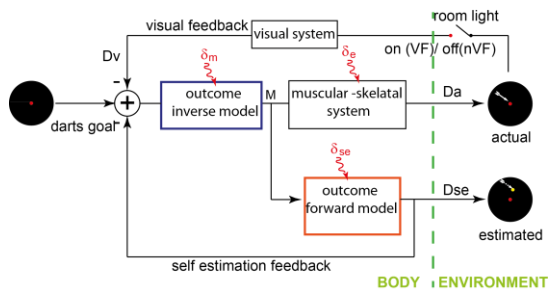 visual feedback
visual system
room light
on (VF)/ off(nVF)
Dv
-
δm
δe
darts goal
+
-
outcome
inverse model
M
muscular -skelatal
system
Da
actual
δse
outcome
forward model
Dse
estimated
self estimation feedback
BODY
ENVIRONMENT